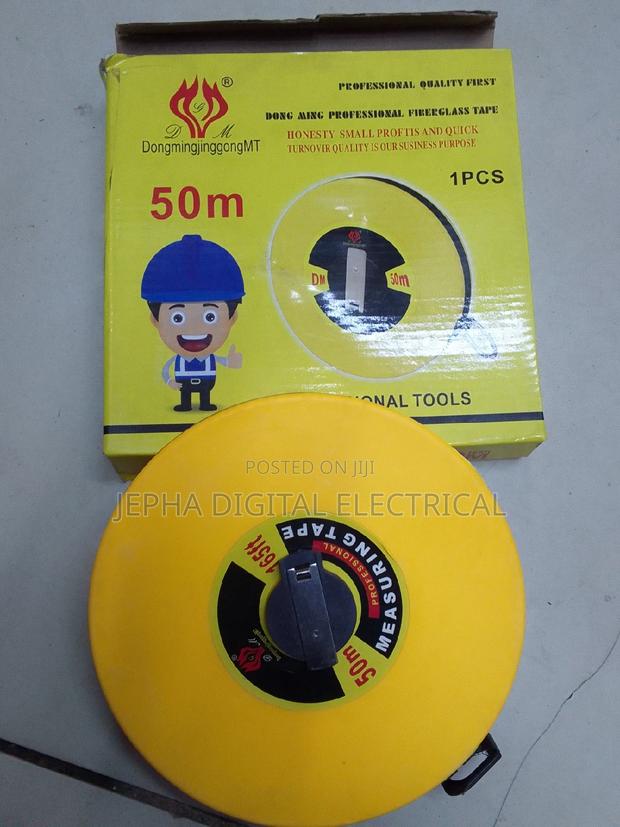 ®
G
D M
DongmingjinggongMT
PROFESSIONAL QUALITY FIRST
DONG MING PROFESSIONAL FIBERGLASS TAPE
HONESTY SMALL PROFTIS AND QUICK
TURNOVIR QUALITY IS OUR SUSINESS PURPOSE
50m
1PCS
DM
50m
ONAL TOOLS
POSTED ON JIJI
JEPHA DIGITAL ELECTRICAL
165ft
MEASURING TAPE
PROFESSIONAL
50m